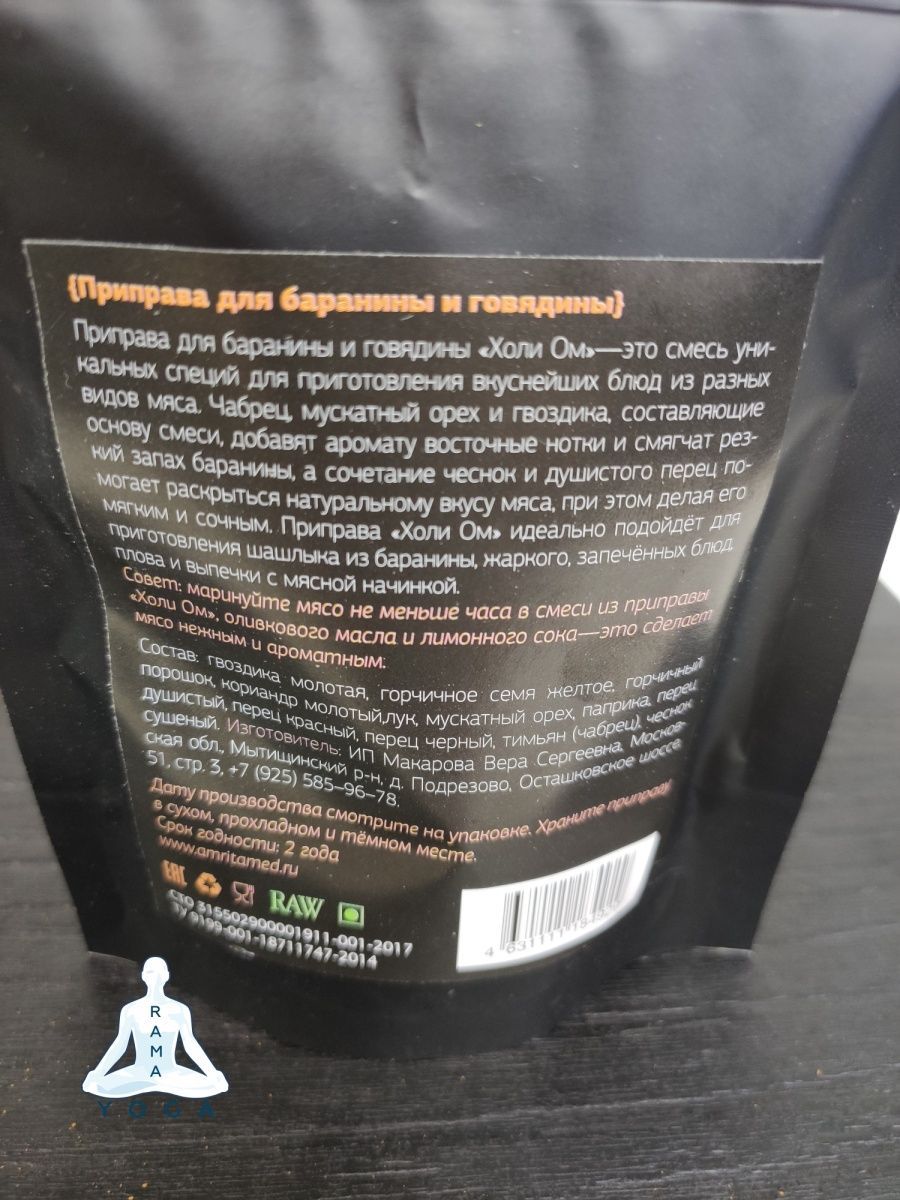 {Приправа для баранины и говядины}
Приправа для баранины и говядины «Холи Ом»—это смесь уни-
кальных специй для приготовления вкуснейших блюд из разных
видов мяса. Чабрец, мускатный орех и гвоздика, составляющие
основу смеси, добавят аромату восточные нотки и смягчат рез-
кий запах баранины, а сочетание чеснок и душистого перец по-
могает раскрыться натуральному вкусу мяса, при этом делая его
мягким и сочным. Приправа «Холи Ом» идеально подойдёт для
приготовления шашлыка из баранины, жаркого, запечённых блюд,
плова и выпечки с мясной начинкой.
Совет: маринуйте мясо не меньше часа в смеси из приправы
«Холи Ом», оливкового масла и лимонного сока—это сделает
мясо нежным и ароматным.
Состав: гвоздика молотая, горчичное семя желтое, горчичный
порошок, кориандр молотый,лук, мускатный орех, паприка, перец
душистый, перец красный, перец черный, тимьян (чабрец), чеснок
сушеный. Изготовитель: ИП Макарова Вера Сергеевна, Москов-
ская обл., Мытищинский р-н, д. Подрезово, Осташковское шоссе,
51, стр. 3, +7 (925) 585-96-78.
Дату производства смотрите на упаковке. Храните приправу
в сухом, прохладном и тёмном месте.
Срок годности: 2 года
www.amritamed.ru
EAC RAW
СТО 315502900001911-001-2017
4 631111
RAMA
YOGA